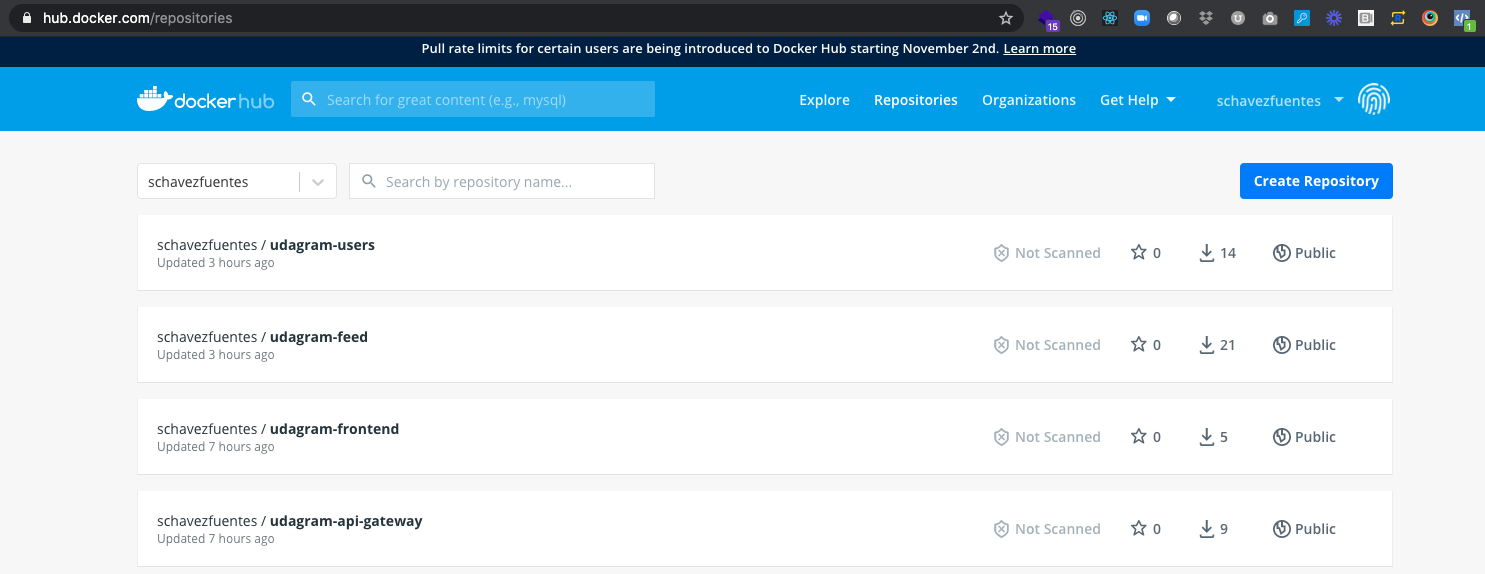 hub.docker.com/repositories
15
1
Pull rate limits for certain users are being introduced to Docker Hub starting November 2nd. Learn more
docker hub
Search for great content (e.g., mysql)
Explore
Repositories
Organizations
Get Help
schavezfuentes
schavezfuentes
Search by repository name...
Create Repository
schavezfuentes / udagram-users
Updated 3 hours ago
Not Scanned
0
14
Public
schavezfuentes / udagram-feed
Updated 3 hours ago
Not Scanned
0
21
Public
schavezfuentes / udagram-frontend
Updated 7 hours ago
Not Scanned
0
5
Public
schavezfuentes / udagram-api-gateway
Updated 7 hours ago
Not Scanned
0
9
Public